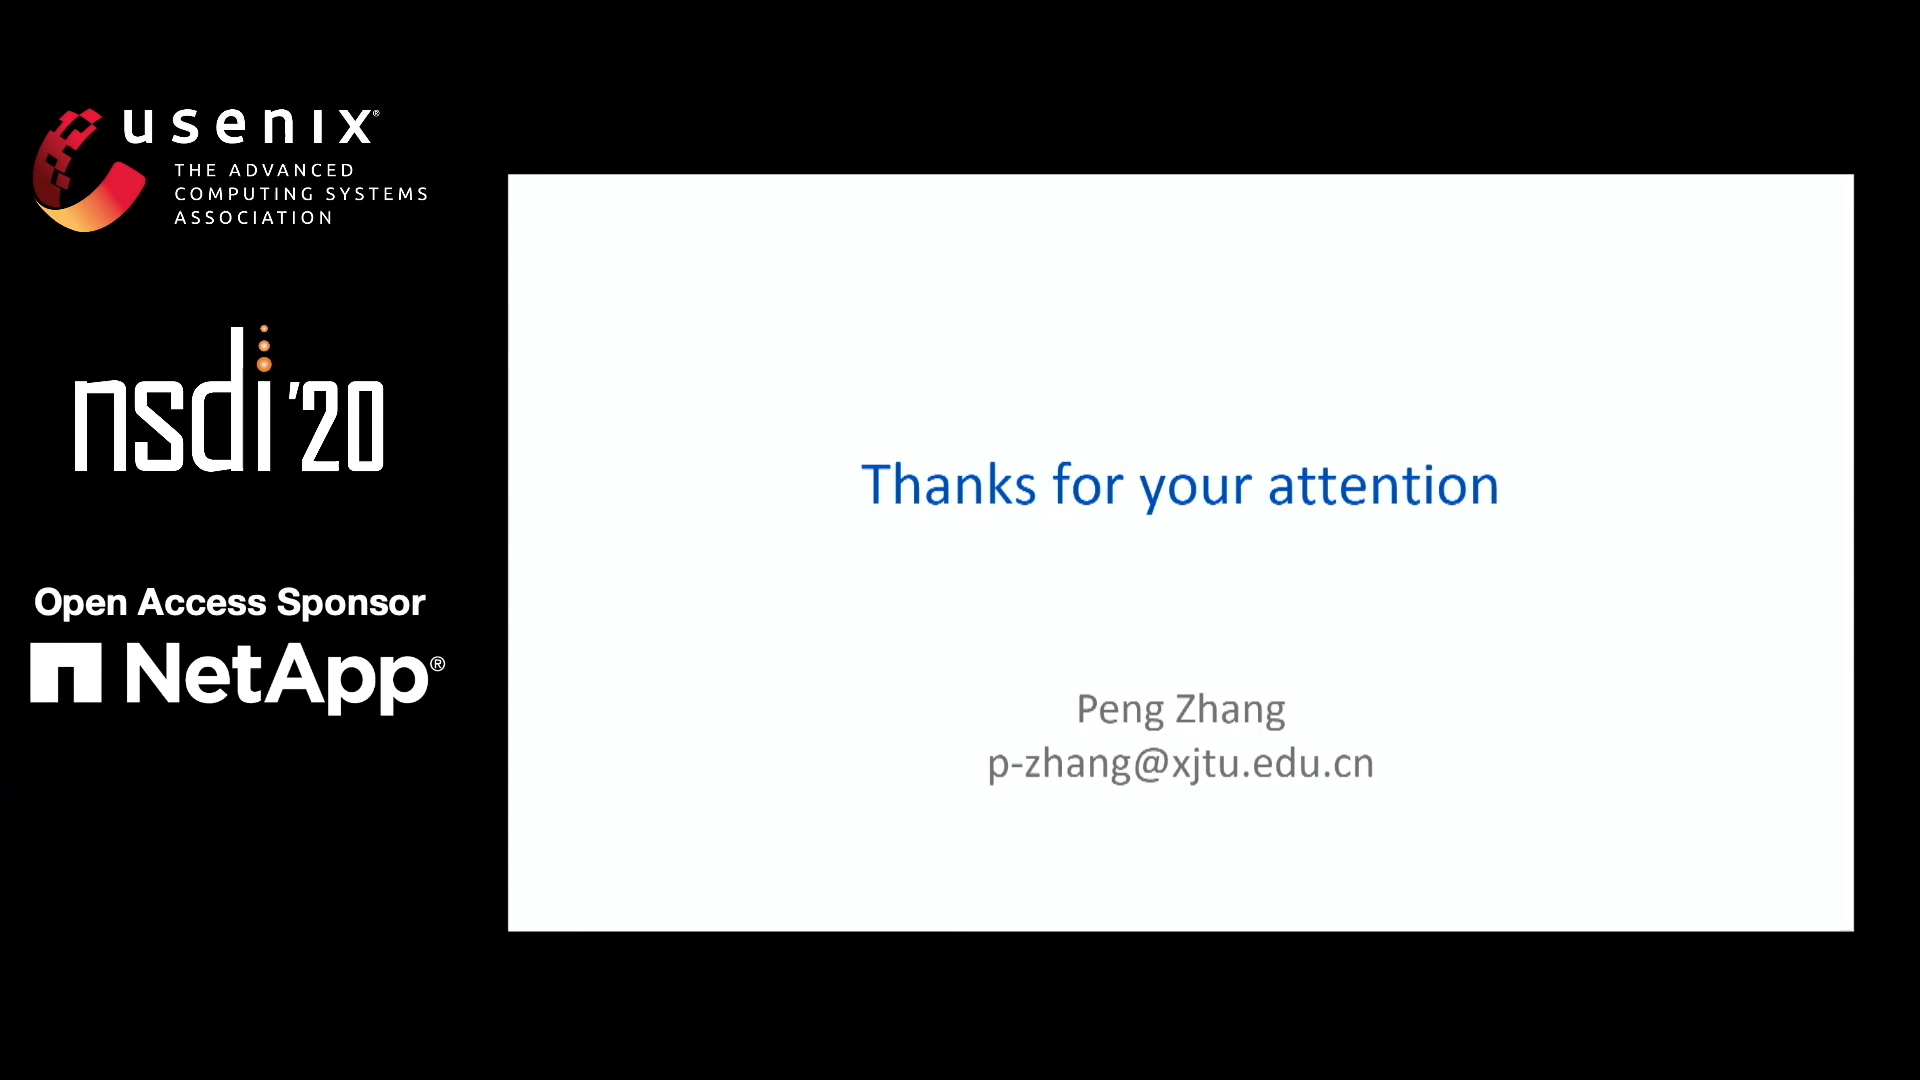 usenix®
THE ADVANCED
COMPUTING SYSTEMS
ASSOCIATION
nsdi '20
Open Access Sponsor
NetApp®
Thanks for your attention
Peng Zhang
p-zhang@xjtu.edu.cn